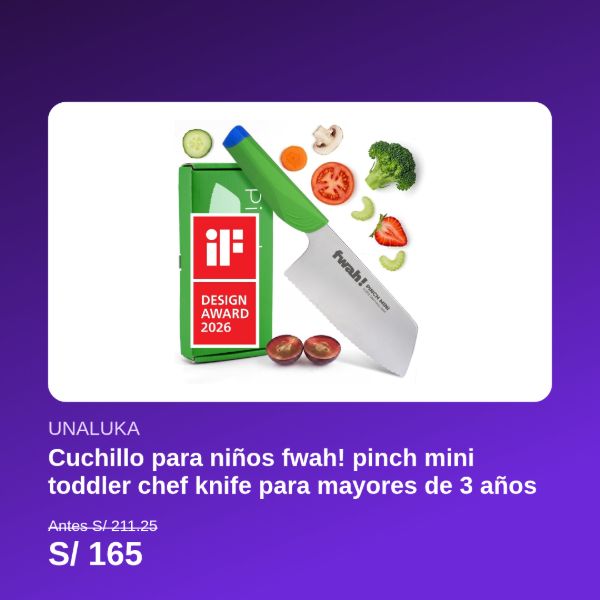 Pi
iF
DESIGN
AWARD
2026
fwah!
PINCH MINI
UNALUKA
Cuchillo para niños fwah! pinch mini
toddler chef knife para mayores de 3 años
Antes S/ 211.25
S/ 165